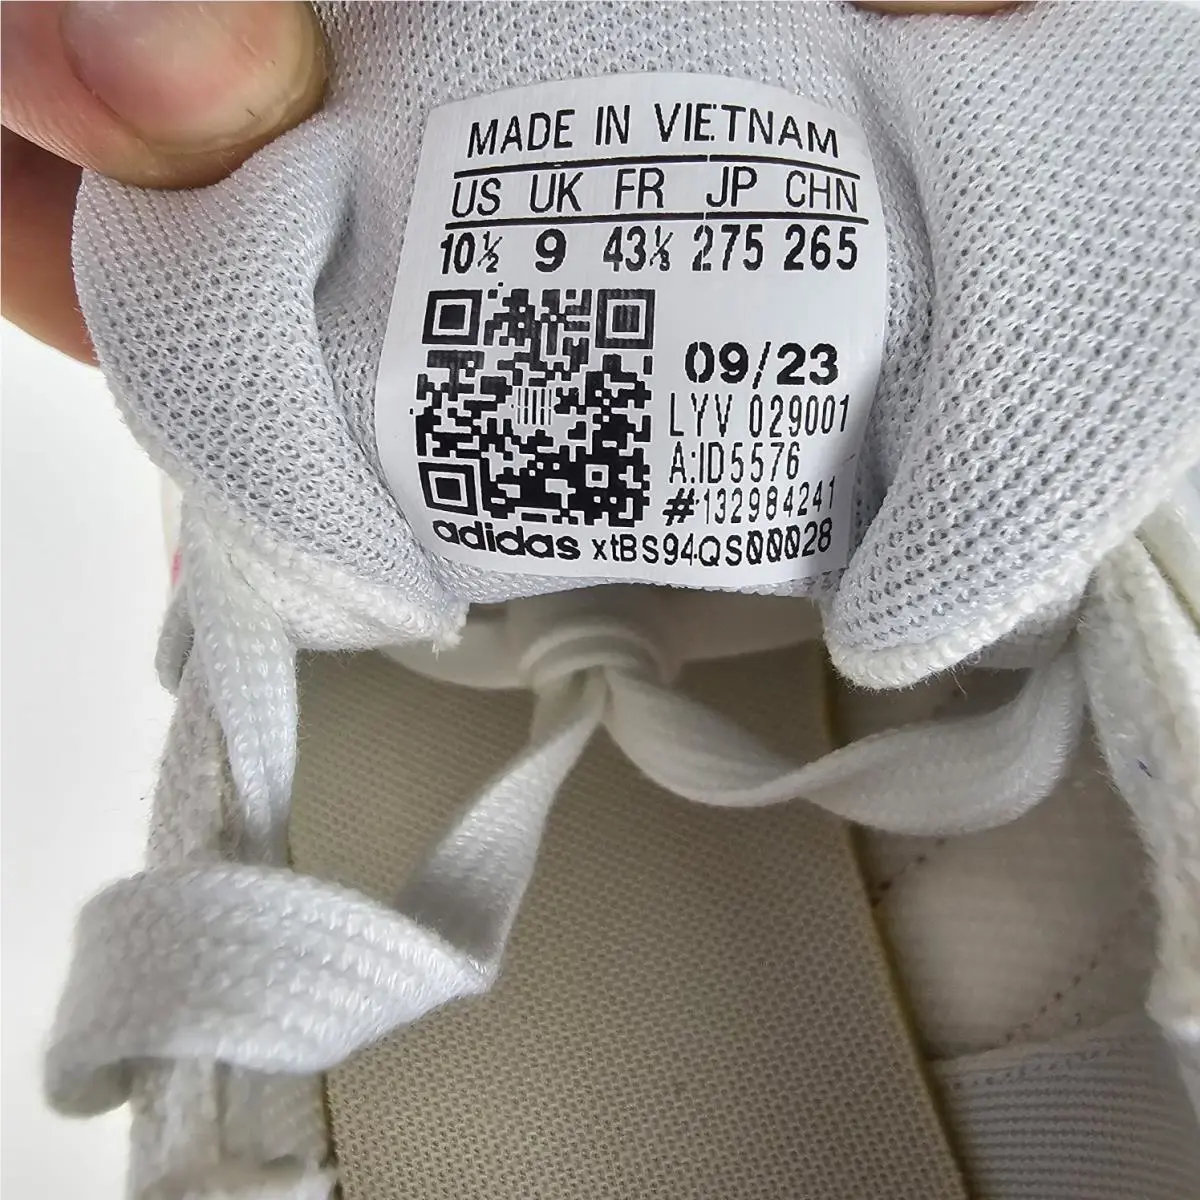 MADE IN VIETNAM
US UK FR JP CHN
10½ 9 43⅓ 275 265
09/23
LYV 029001
A:ID5576
#132984241
adidas xtBS94QS00028